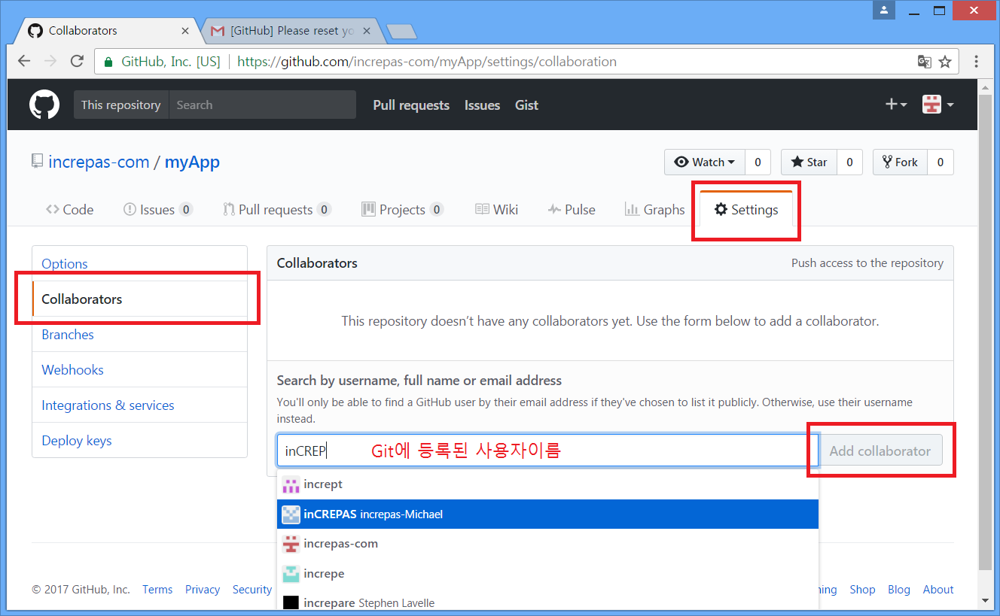 Collaborators
[GitHub] Please reset yo
GitHub, Inc. [US] https://github.com/increpas-com/myApp/settings/collaboration
This repository Search Pull requests Issues Gist
increpas-com / myApp
Watch 0 Star 0 Fork 0
Code Issues 0 Pull requests 0 Projects 0 Wiki Pulse Graphs Settings
Options
Collaborators
Branches
Webhooks
Integrations & services
Deploy keys
Collaborators Push access to the repository
This repository doesn’t have any collaborators yet. Use the form below to add a collaborator.
Search by username, full name or email address
You'll only be able to find a GitHub user by their email address if they've chosen to list it publicly. Otherwise, use their username
instead.
inCREP Git에 등록된 사용자이름 Add collaborator
incrept
inCREPAS increpas-Michael
increpas-com
increpe
increpare Stephen Lavelle
© 2017 GitHub, Inc. Terms Privacy Security ning Shop Blog About